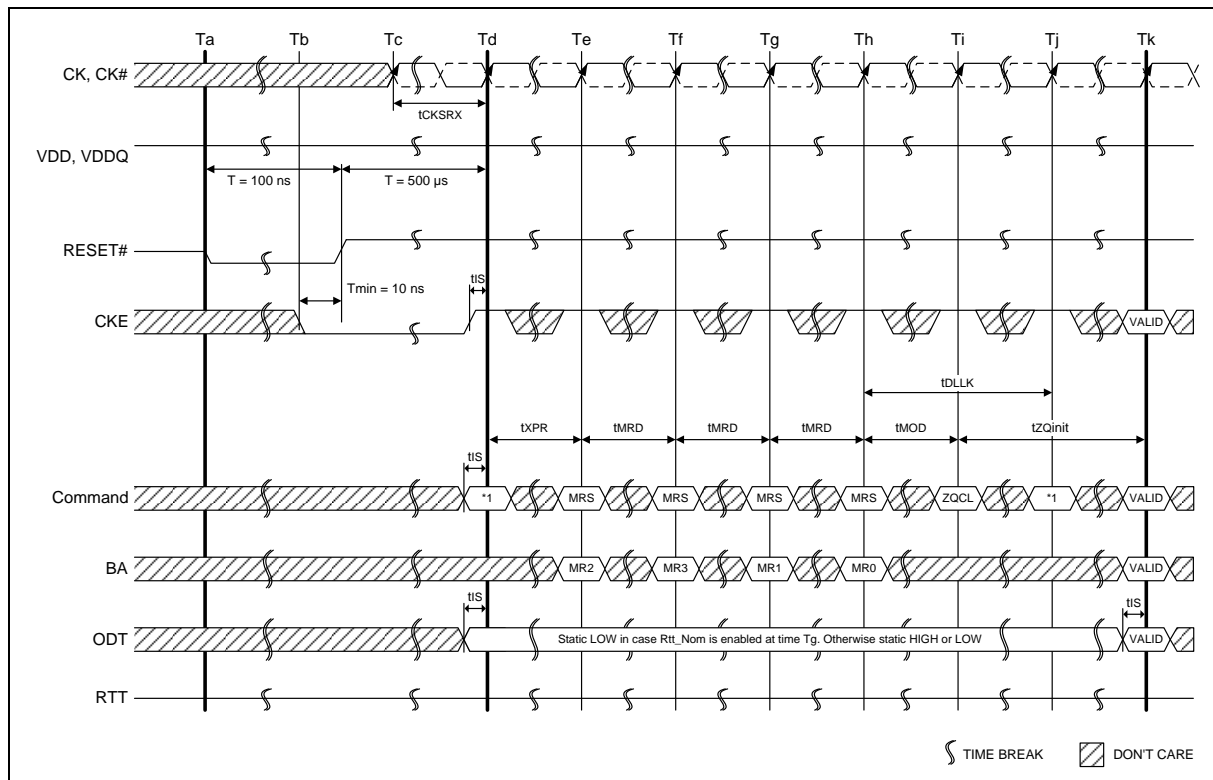 Ta Tb Tc Td Te Tf Tg Th Ti Tj Tk
CK, CK#
tCKSRX
VDD, VDDQ
T = 100 ns T = 500 µs
RESET#
Tmin = 10 ns tIS
CKE VALID
tDLLK
tXPR tMRD tMRD tMRD tMOD tZQinit
tIS
Command *1 MRS MRS MRS MRS ZQCL *1 VALID
BA MR2 MR3 MR1 MR0 VALID
tIS tIS
ODT Static LOW in case Rtt_Nom is enabled at time Tg. Otherwise static HIGH or LOW VALID
RTT
TIME BREAK DON'T CARE